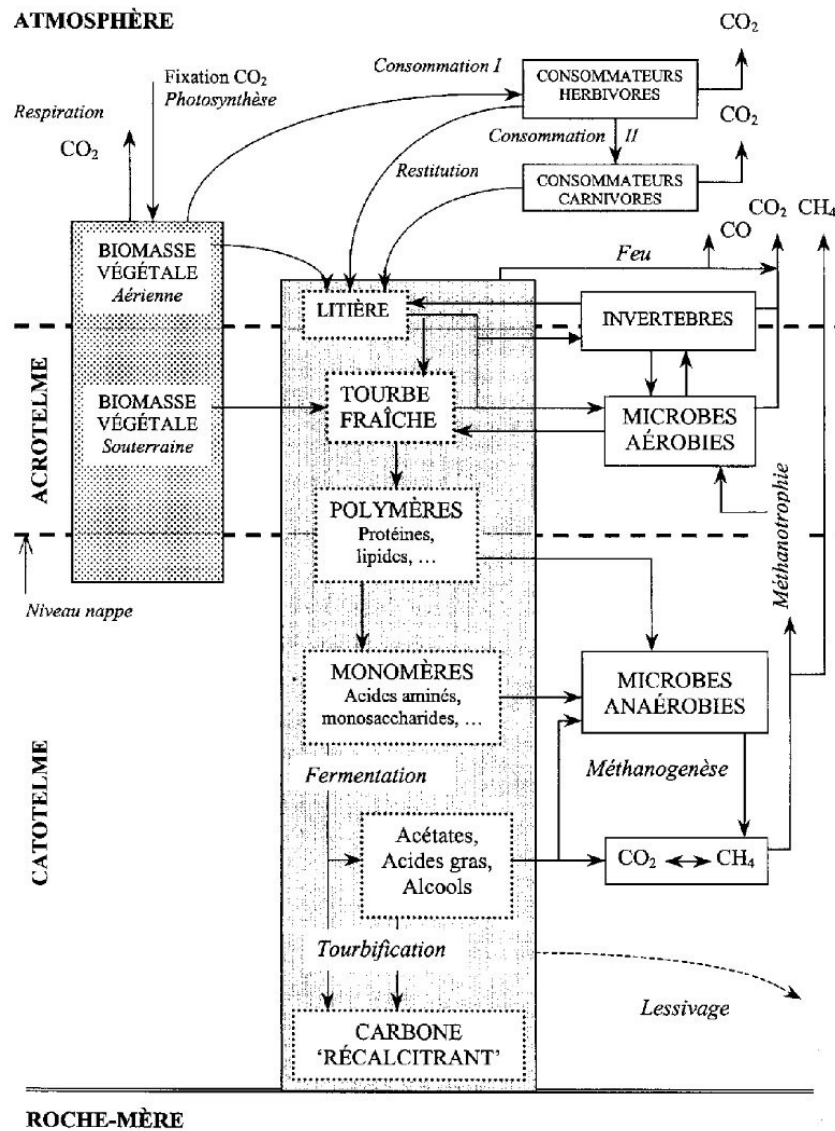 ATMOSPHÈRE
CO₂
Fixation CO₂
Photosynthèse
Consommation I
CONSOMMATEURS
HERBIVORES
Respiration
CO₂
Consommation II
CO₂
Restitution
CONSOMMATEURS
CARNIVORES
CO
CO₂
CH₄
BIOMASSE
VÉGÉTALE
Aérienne
Feu
LITIÈRE
INVERTEBRES
ACROTELME
BIOMASSE
VÉGÉTALE
Souterraine
TOURBE
FRAÎCHE
MICROBES
AÉROBIES
POLYMÈRES
Protéines,
lipides, ...
Méthanotrophie
Niveau nappe
MONOMÈRES
Acides aminés,
monosaccharides, ...
MICROBES
ANAÉROBIES
CATOTELME
Fermentation
Méthanogenèse
Acétates,
Acides gras,
Alcools
CO₂
CH₄
Tourbification
Lessivage
CARBONE
‘RÉCALCITRANT’
ROCHE-MÈRE